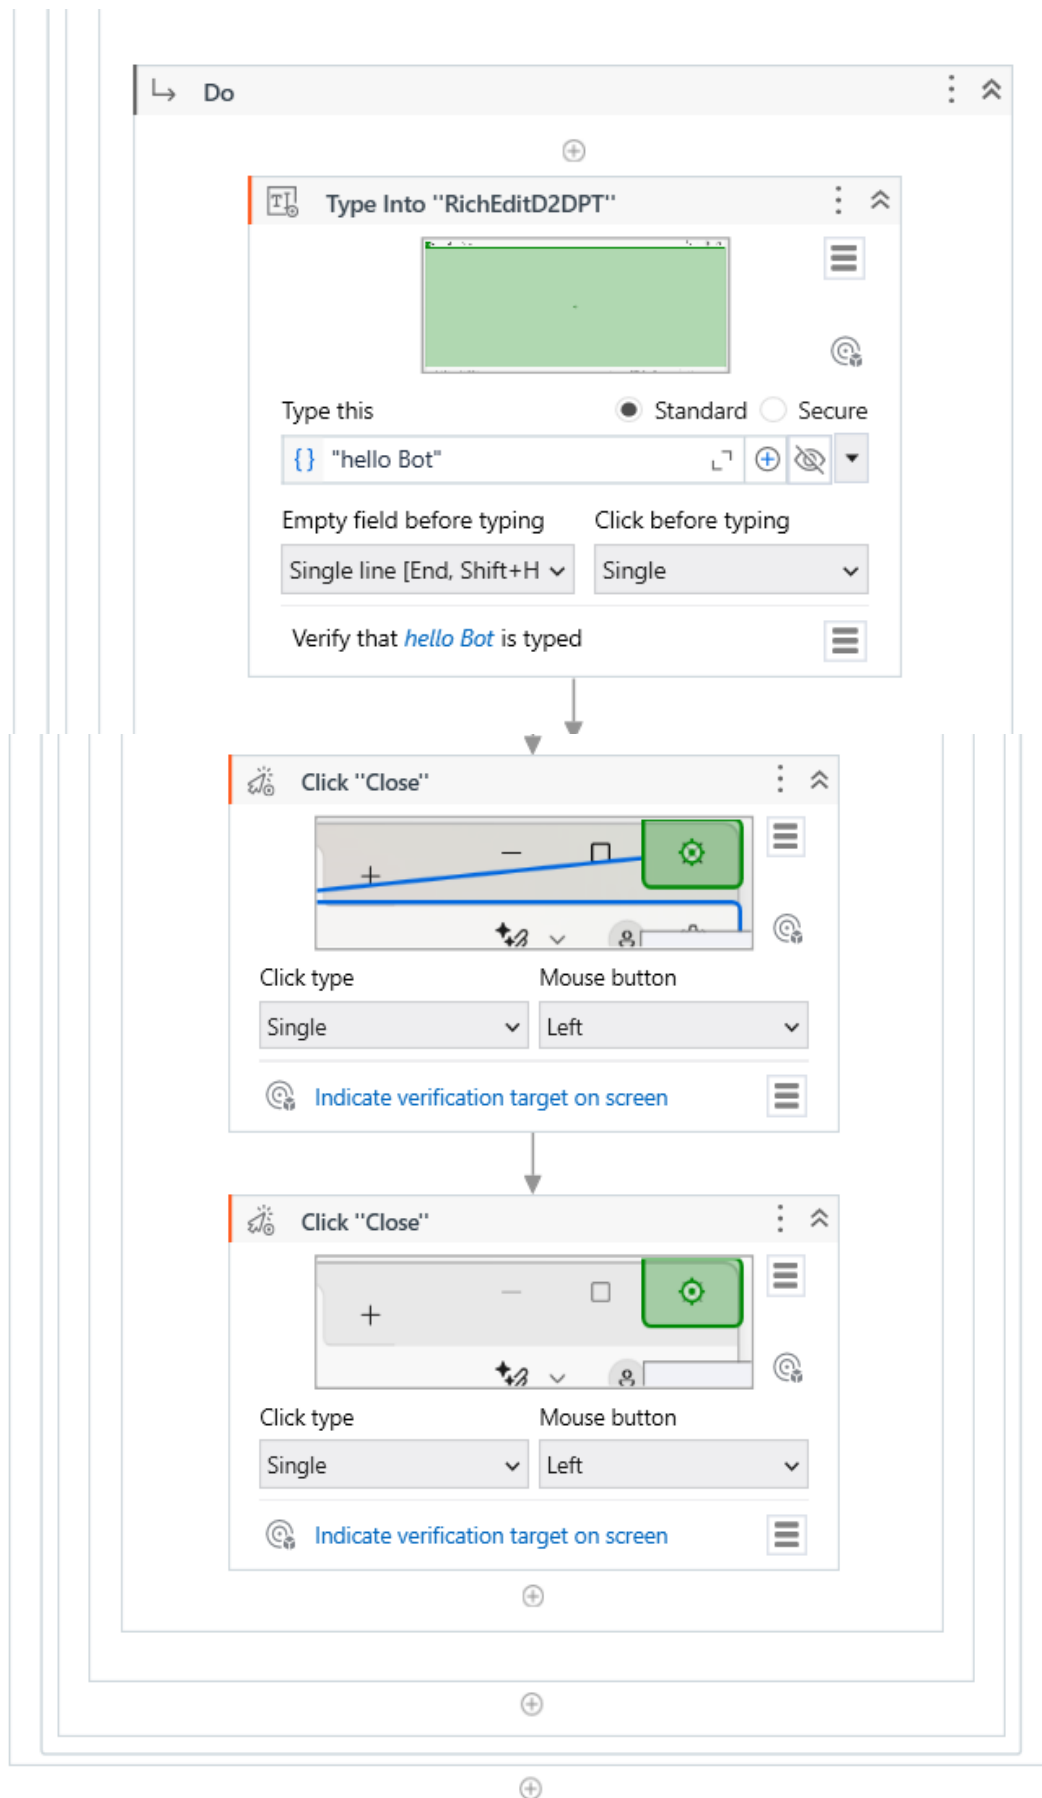 Do
Type Into "RichEditD2DPT"
Type this
Standard
Secure
{} "hello Bot"
Empty field before typing
Click before typing
Single line [End, Shift+H
Single
Verify that hello Bot is typed
Click "Close"
Click type
Mouse button
Single
Left
Indicate verification target on screen
Click "Close"
Click type
Mouse button
Single
Left
Indicate verification target on screen